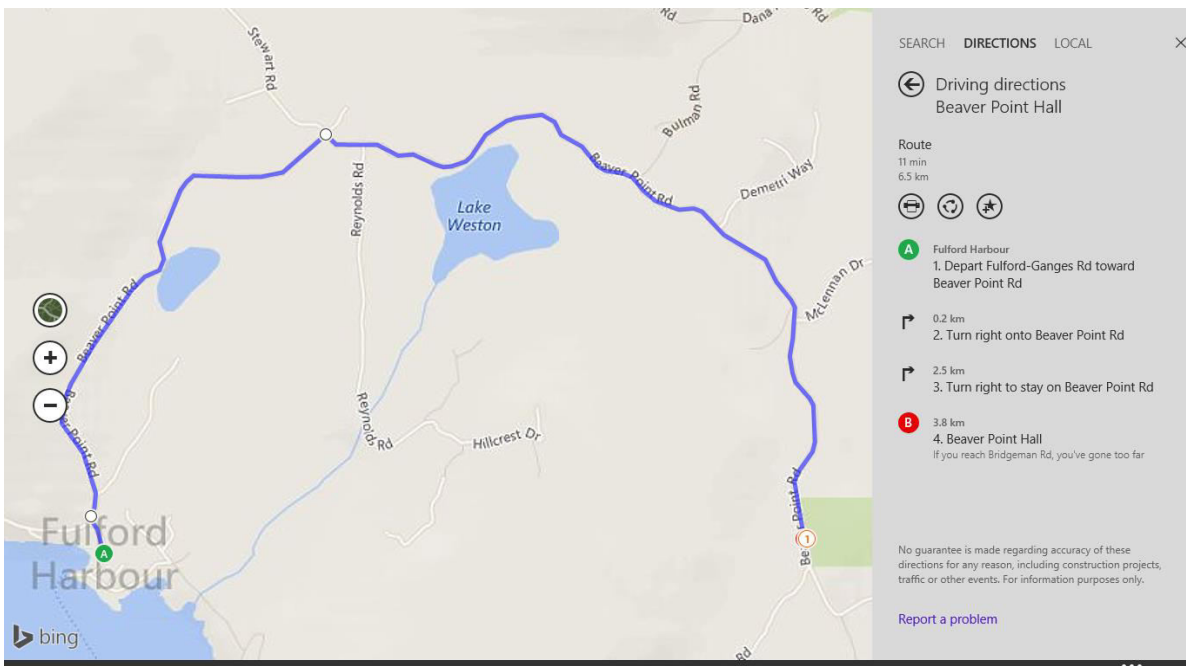 Rd
Dana
Rd
Stewart Rd
Bulman Rd
Reynolds Rd
Beaver Point Rd
Demetri Way
Lake
Weston
McLennan Dr
Beaver Point Rd
Reynolds Rd
Hillcrest Dr
Point Rd
Point Rd
Be
Fulford
Harbour
A
1
Rd
bing
SEARCH DIRECTIONS LOCAL
Driving directions
Beaver Point Hall
Route
11 min
6.5 km
A Fulford Harbour
1. Depart Fulford-Ganges Rd toward
Beaver Point Rd
0.2 km
2. Turn right onto Beaver Point Rd
2.5 km
3. Turn right to stay on Beaver Point Rd
B 3.8 km
4. Beaver Point Hall
If you reach Bridgeman Rd, you've gone too far
No guarantee is made regarding accuracy of these
directions for any reason, including construction projects,
traffic or other events. For information purposes only.
Report a problem